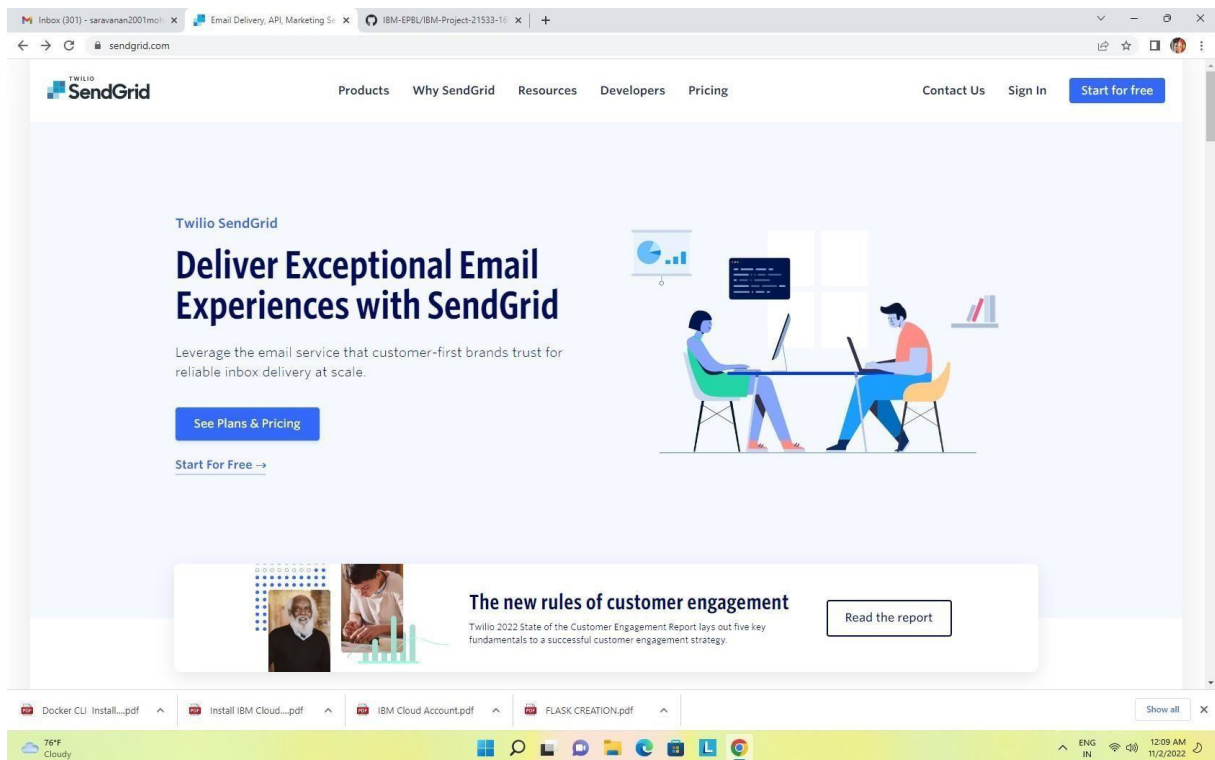 Inbox (301) - saravanan2001moh
Email Delivery, API, Marketing Se
IBM-EPBL/IBM-Project-21533-16
sendgrid.com
TWILIO
SendGrid
Products Why SendGrid Resources Developers Pricing Contact Us Sign In Start for free
Twilio SendGrid
Deliver Exceptional Email
Experiences with SendGrid
Leverage the email service that customer-first brands trust for
reliable inbox delivery at scale.
See Plans & Pricing
Start For Free →
The new rules of customer engagement
Twilio 2022 State of the Customer Engagement Report lays out five key
fundamentals to a successful customer engagement strategy.
Read the report
Docker CLI Install....pdf
Install IBM Cloud....pdf
IBM Cloud Account.pdf
FLASK CREATION.pdf
Show all
76°F
Cloudy
ENG
IN
12:09 AM
11/2/2022